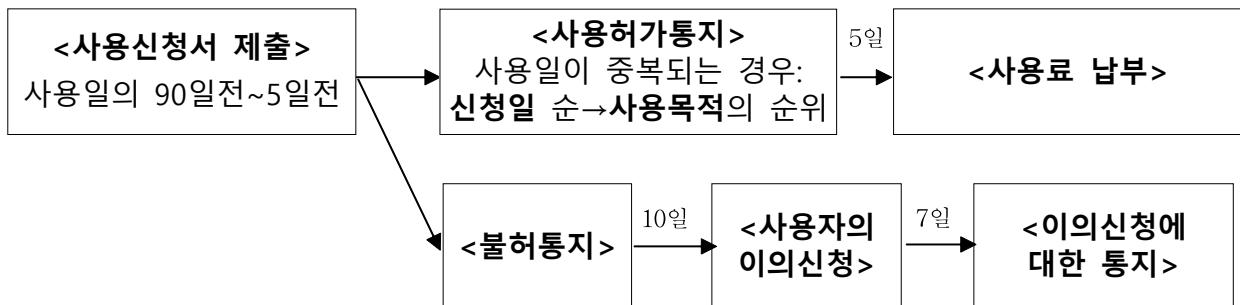 <사용신청서 제출>
사용일의 90일전~5일전
<사용허가통지>
사용일이 중복되는 경우:
신청일 순→사용목적의 순위
5일
<사용료 납부>
<불허통지>
10일
<사용자의
이의신청>
7일
<이의신청에
대한 통지>